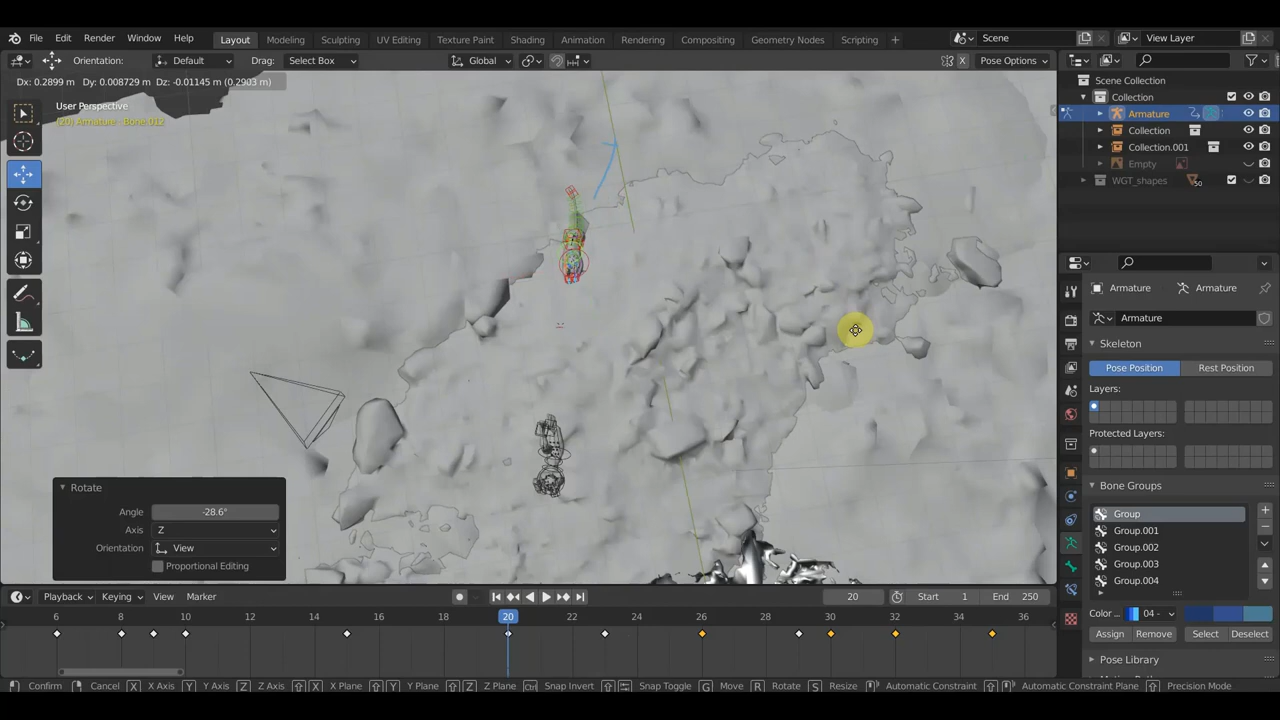 File Edit Render Window Help Layout Modeling Sculpting UV Editing Texture Paint Shading Animation Rendering Compositing Geometry Nodes Scripting + Scene View Layer
Orientation: Default Drag: Select Box Global X Pose Options
Dx: 0.2899 m Dy: 0.008729 m Dz: -0.01145 m (0.2903 m)
User Perspective
(20) Armature : Bone.012
Scene Collection
Collection
Armature
Collection
Collection.001
Empty
WGT_shapes 50
Armature Armature
Armature
Skeleton
Pose Position Rest Position
Layers:
Protected Layers:
Bone Groups
Group
Group.001
Group.002
Group.003
Group.004
Color ... 04 -
Assign Remove Select Deselect
Pose Library
Rotate
Angle -28.6°
Axis Z
Orientation View
Proportional Editing
Playback Keying View Marker 20 Start 1 End 250
6 8 10 12 14 16 18 20 22 24 26 28 30 32 34 36
Confirm Cancel X X Axis Y Y Axis Z Z Axis X X Plane Y Y Plane Z Z Plane Snap Invert Snap Toggle G Move R Rotate S Resize Automatic Constraint Automatic Constraint Plane Precision Mode